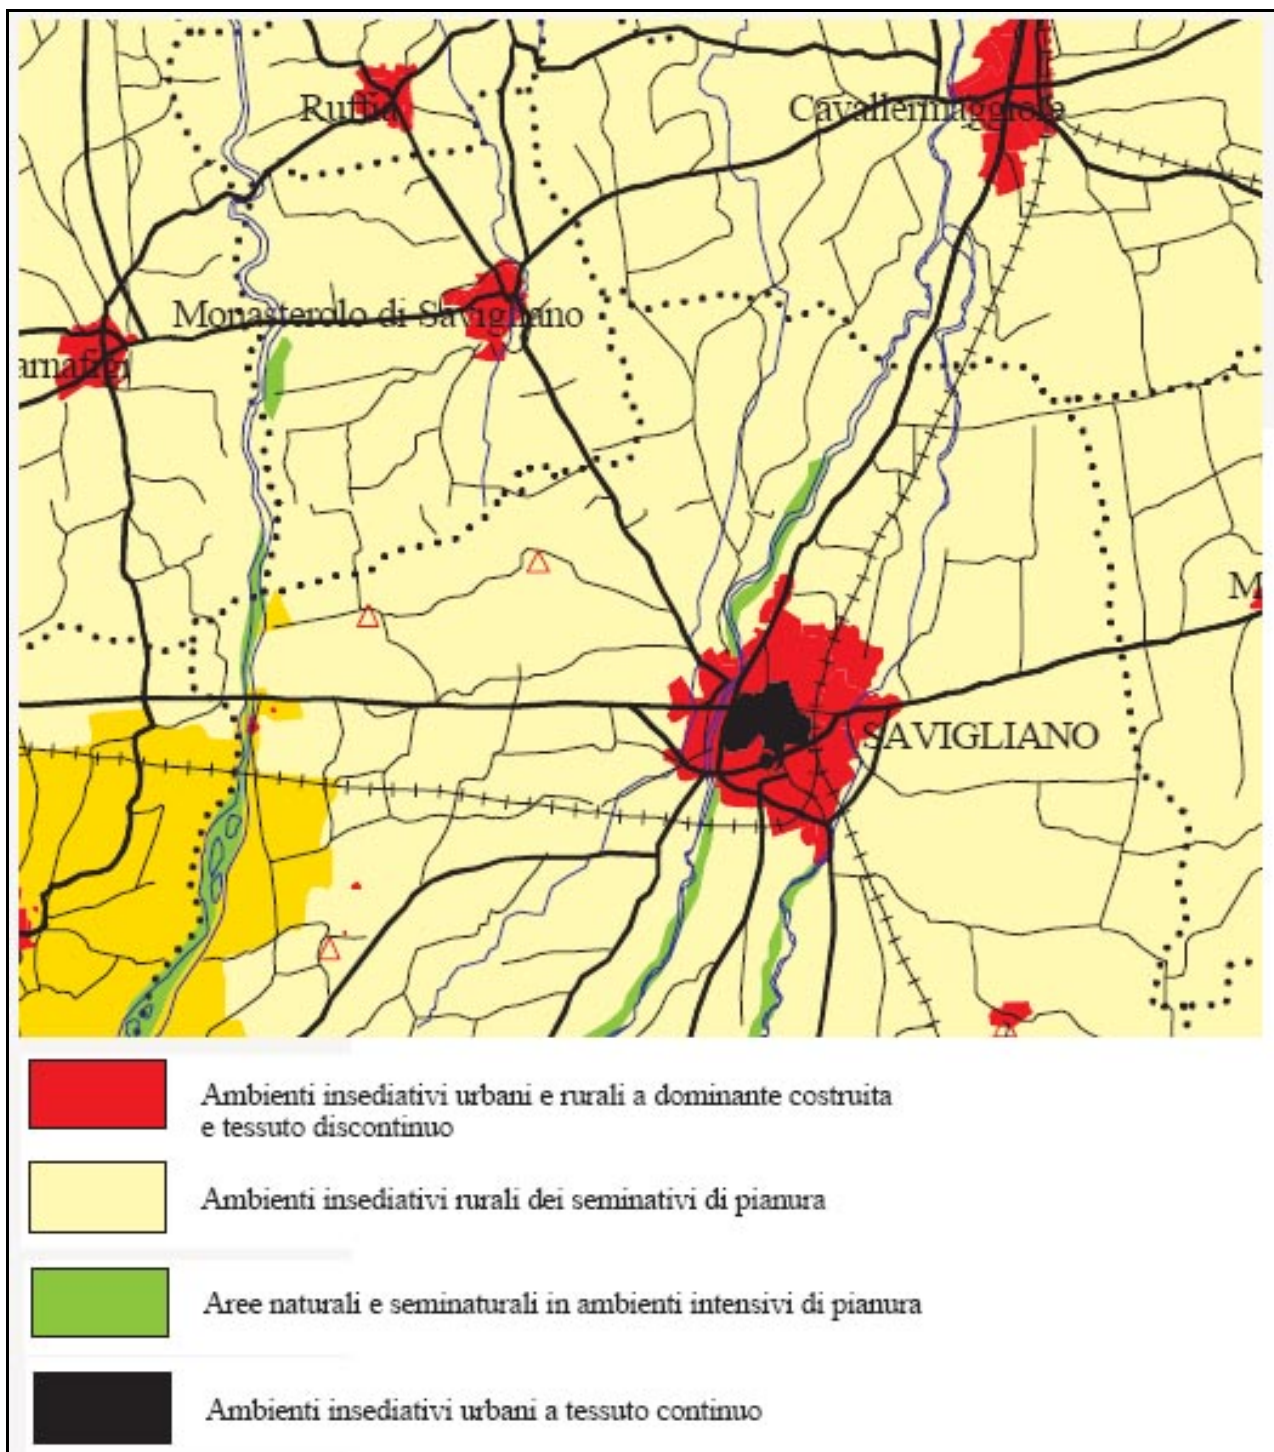 Ruffia
Cavallermaggiore
Monasterolo di Savigliano
arnafigi
M
SAVIGLIANO
Ambienti insediativi urbani e rurali a dominante costruita
e tessuto discontinuo
Ambienti insediativi rurali dei seminativi di pianura
Aree naturali e seminaturali in ambienti intensivi di pianura
Ambienti insediativi urbani a tessuto continuo